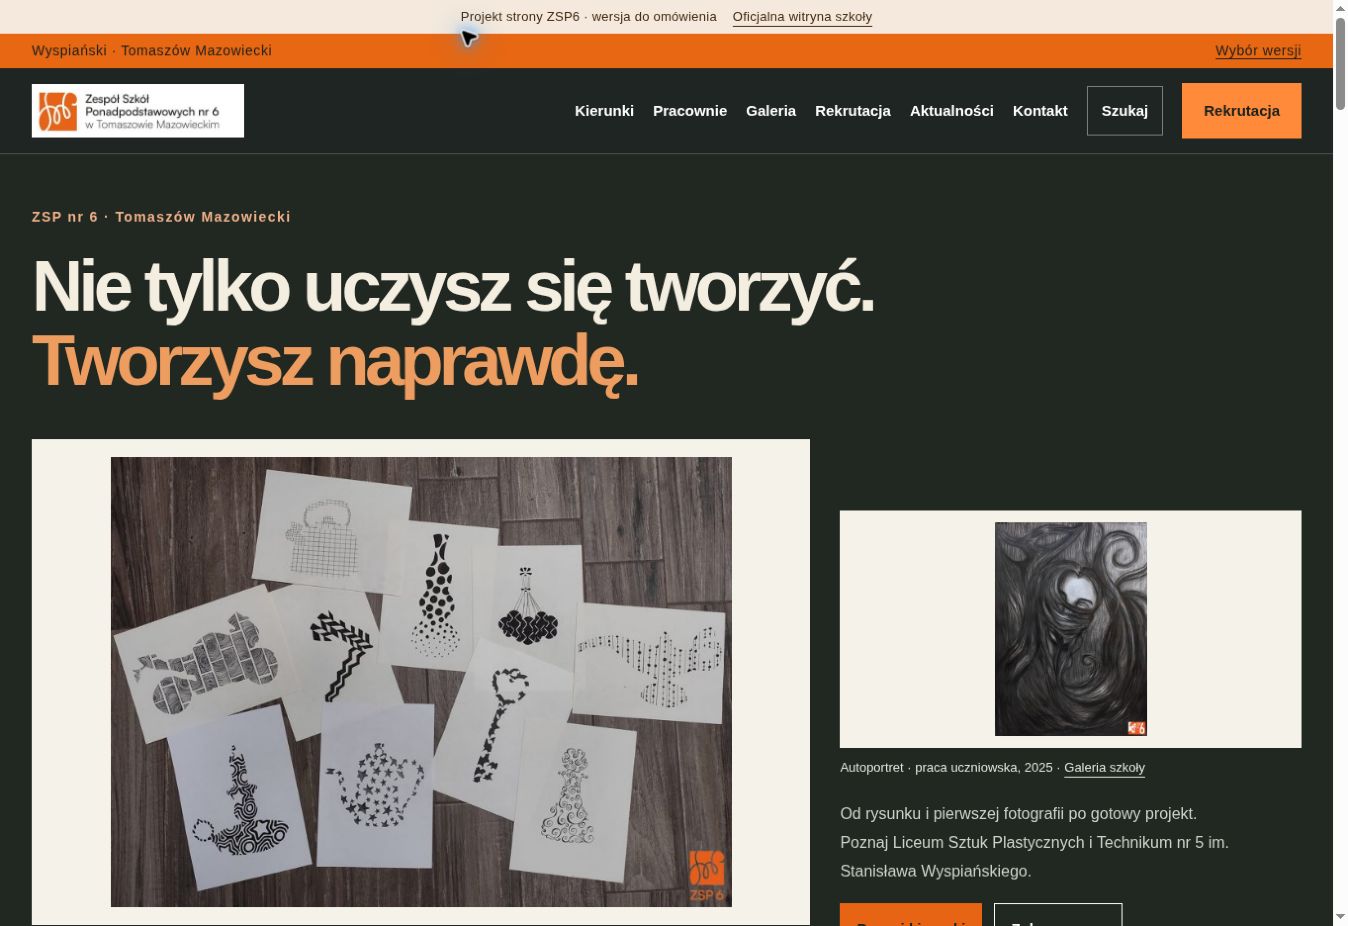 Projekt strony ZSP6 · wersja do omówienia Oficjalna witryna szkoły
Wyspiański · Tomaszów Mazowiecki Wybór wersji
Zespół Szkół
Ponadpodstawowych nr 6
w Tomaszowie Mazowieckim
Kierunki Pracownie Galeria Rekrutacja Aktualności Kontakt Szukaj Rekrutacja
ZSP nr 6 · Tomaszów Mazowiecki
Nie tylko uczysz się tworzyć.
Tworzysz naprawdę.
ZSP 6
Autoportret · praca uczniowska, 2025 · Galeria szkoły
Od rysunku i pierwszej fotografii po gotowy projekt.
Poznaj Liceum Sztuk Plastycznych i Technikum nr 5 im.
Stanisława Wyspiańskiego.